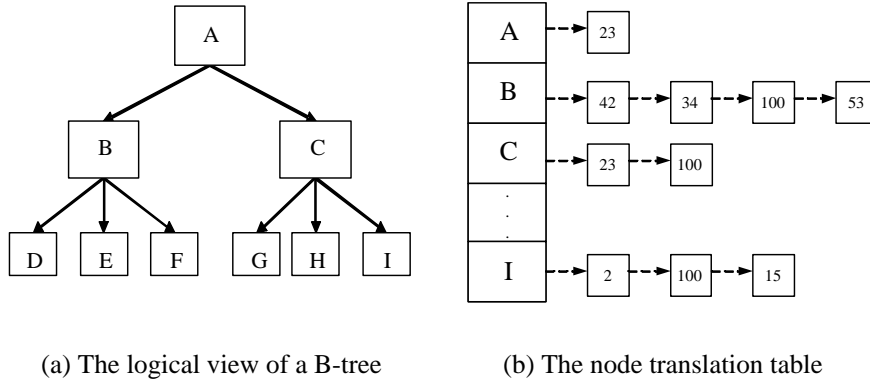 A
B
C
D E F G H I
(a) The logical view of a B-tree
A 23
B 42 34 100 53
C 23 100
.
.
.
I 2 100 15
(b) The node translation table